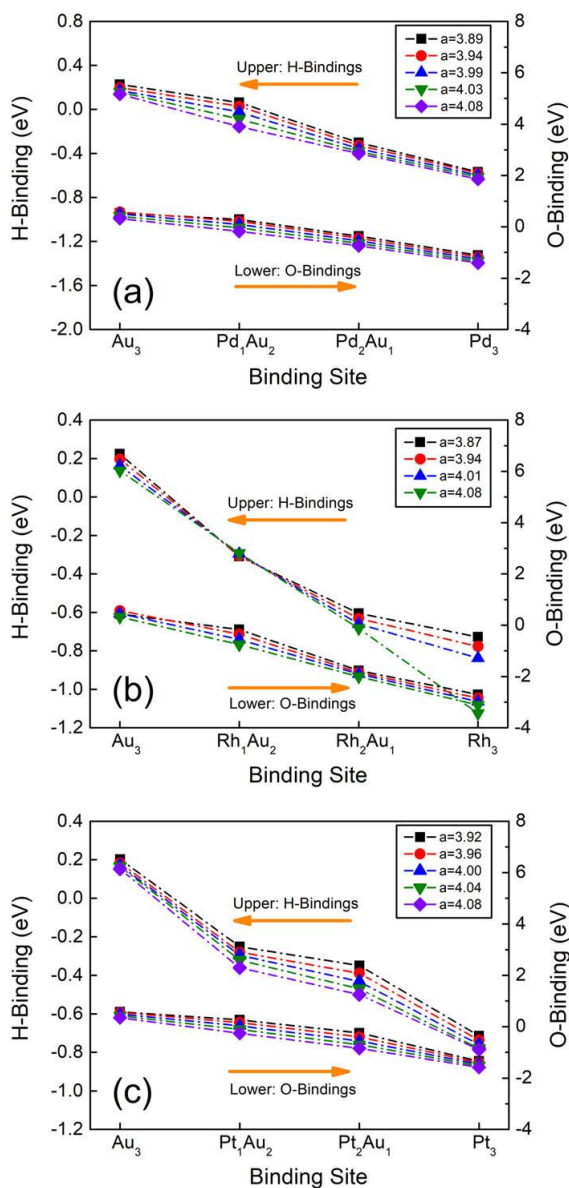 0.8
0.4
0.0
-0.4
-0.8
-1.2
-1.6
-2.0
H-Binding (eV)
8
6
4
2
0
-2
-4
O-Binding (eV)
a=3.89
a=3.94
a=3.99
a=4.03
a=4.08
Upper: H-Bindings
Lower: O-Bindings
(a)
Au₃ Pd₁Au₂ Pd₂Au₁ Pd₃
Binding Site
0.4
0.2
0.0
-0.2
-0.4
-0.6
-0.8
-1.0
-1.2
H-Binding (eV)
8
6
4
2
0
-2
-4
O-Binding (eV)
a=3.87
a=3.94
a=4.01
a=4.08
Upper: H-Bindings
Lower: O-Bindings
(b)
Au₃ Rh₁Au₂ Rh₂Au₁ Rh₃
Binding Site
0.4
0.2
0.0
-0.2
-0.4
-0.6
-0.8
-1.0
-1.2
H-Binding (eV)
8
6
4
2
0
-2
-4
O-Binding (eV)
a=3.92
a=3.96
a=4.00
a=4.04
a=4.08
Upper: H-Bindings
Lower: O-Bindings
(c)
Au₃ Pt₁Au₂ Pt₂Au₁ Pt₃
Binding Site